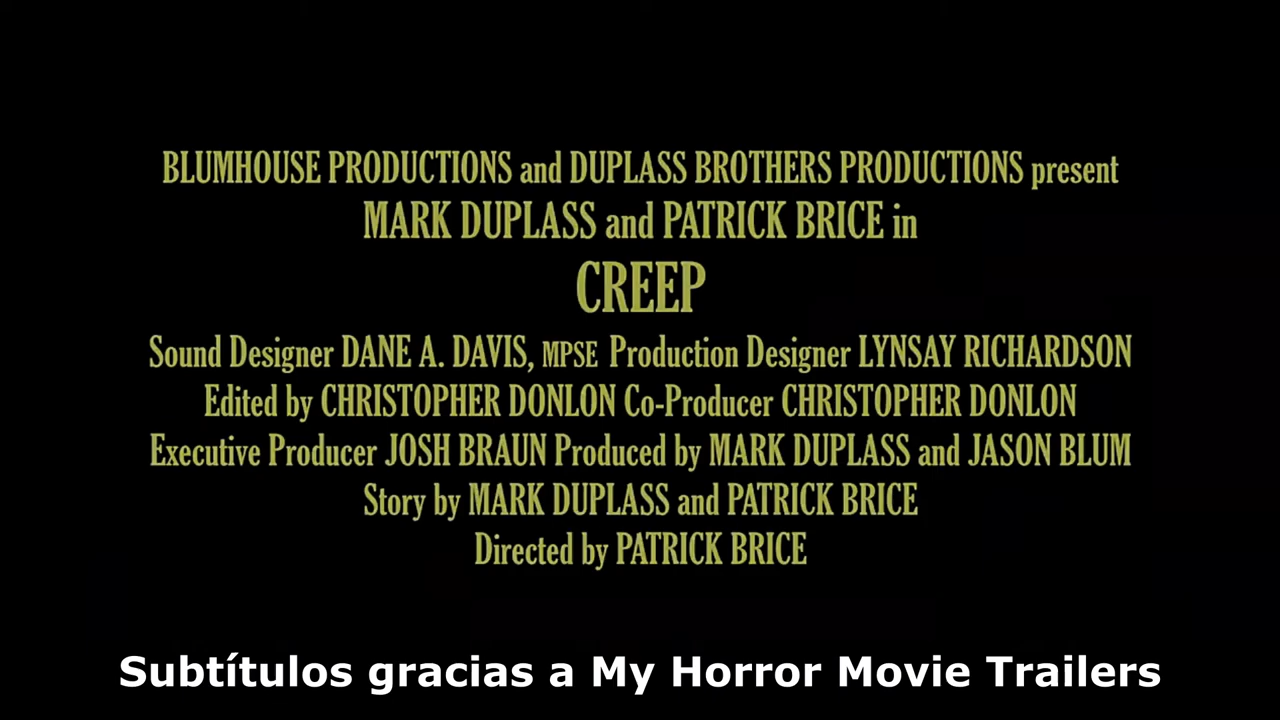 BLUMHOUSE PRODUCTIONS and DUPLASS BROTHERS PRODUCTIONS present
MARK DUPLASS and PATRICK BRICE in
CREEP
Sound Designer DANE A. DAVIS, MPSE Production Designer LYNSAY RICHARDSON
Edited by CHRISTOPHER DONLON Co-Producer CHRISTOPHER DONLON
Executive Producer JOSH BRAUN Produced by MARK DUPLASS and JASON BLUM
Story by MARK DUPLASS and PATRICK BRICE
Directed by PATRICK BRICE
Subtítulos gracias a My Horror Movie Trailers